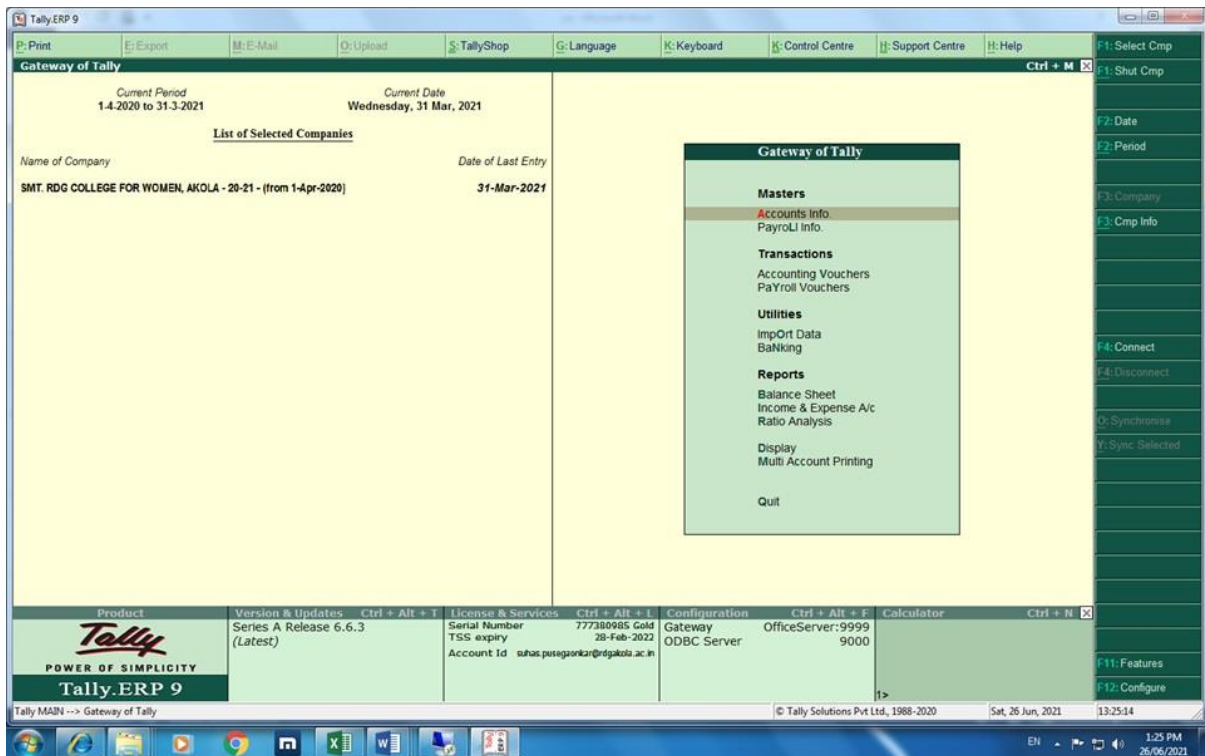 Tally.ERP 9
P: Print E: Export M: E-Mail O: Upload S: TallyShop G: Language K: Keyboard K: Control Centre H: Support Centre H: Help
Gateway of Tally Ctrl + M
Current Period Current Date
1-4-2020 to 31-3-2021 Wednesday, 31 Mar, 2021
List of Selected Companies
Name of Company Date of Last Entry
SMT. RDG COLLEGE FOR WOMEN, AKOLA - 20-21 - (from 1-Apr-2020) 31-Mar-2021
Gateway of Tally
Masters
Accounts Info.
PayroLl Info.
Transactions
Accounting Vouchers
PaYroll Vouchers
Utilities
ImpOrt Data
BaNking
Reports
Balance Sheet
Income & Expense A/c
Ratio Analysis
Display
Multi Account Printing
Quit
F1: Select Cmp
F1: Shut Cmp
F2: Date
F2: Period
F3: Company
F3: Cmp Info
F4: Connect
F4: Disconnect
O: Synchronise
Y: Sync Selected
F11: Features
F12: Configure
Product
Tally
POWER OF SIMPLICITY
Tally.ERP 9
Version & Updates Ctrl + Alt + T
Series A Release 6.6.3
(Latest)
License & Services Ctrl + Alt + L
Serial Number 777380985 Gold
TSS expiry 28-Feb-2022
Account Id suhas.pusegaonkar@rdgakola.ac.in
Configuration Ctrl + Alt + F
Gateway OfficeServer:9999
ODBC Server 9000
Calculator Ctrl + N
1>
Tally MAIN --> Gateway of Tally © Tally Solutions Pvt Ltd., 1988-2020 Sat, 26 Jun, 2021 13:25:14
EN 1:25 PM
26/06/2021